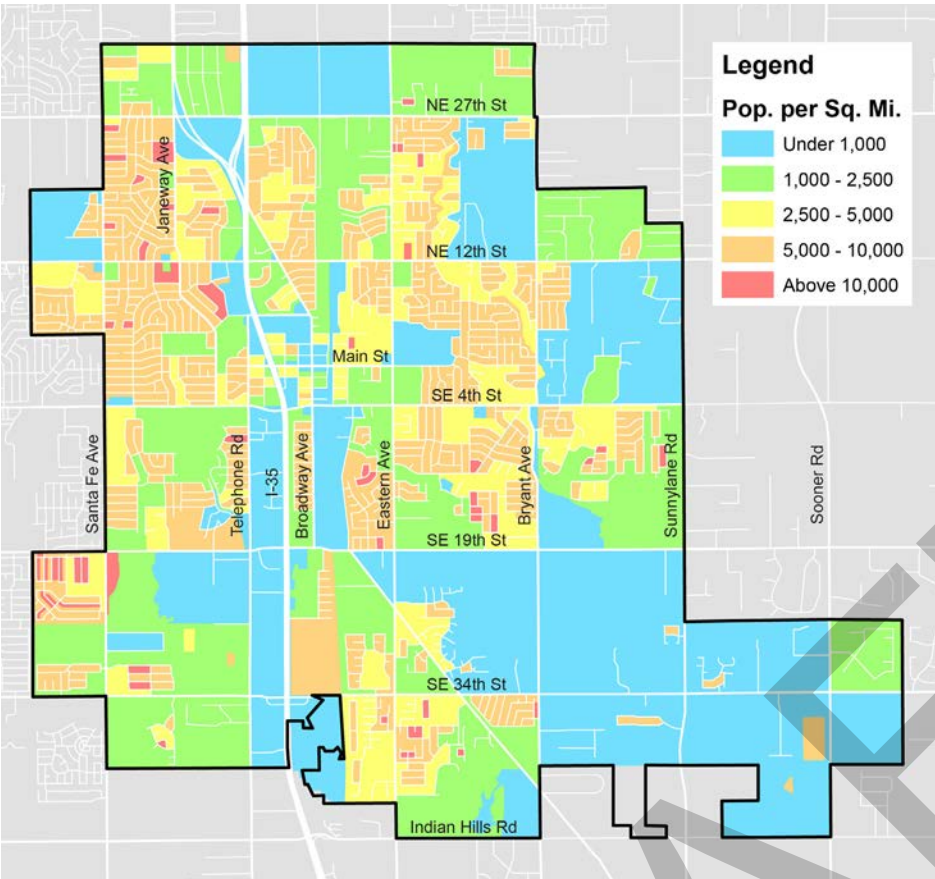 Legend
Pop. per Sq. Mi.
Under 1,000
1,000 - 2,500
2,500 - 5,000
5,000 - 10,000
Above 10,000
NE 27th St
Janeway Ave
NE 12th St
Main St
SE 4th St
Santa Fe Ave
Telephone Rd
I-35
Broadway Ave
Eastern Ave
Bryant Ave
Sunnylane Rd
Sooner Rd
SE 19th St
SE 34th St
Indian Hills Rd